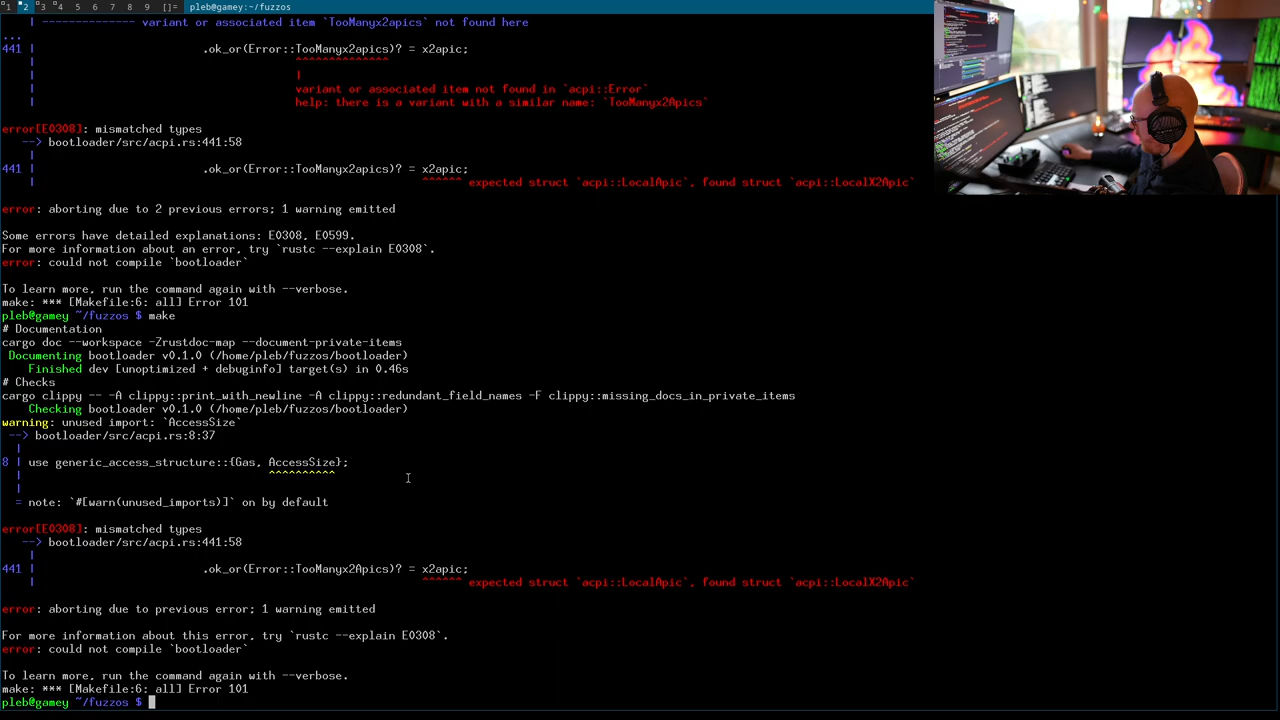 1 2 3 4 5 6 7 8 9 []= pleb@gamey:~/fuzzos
| -------------- variant or associated item `TooManyx2apics` not found here
...
441 | .ok_or(Error::TooManyx2apics)? = x2apic;
| ^^^^^^^^^^^^^^
| |
| variant or associated item not found in `acpi::Error`
| help: there is a variant with a similar name: `TooManyx2Apics`
error[E0308]: mismatched types
--> bootloader/src/acpi.rs:441:58
|
441 | .ok_or(Error::TooManyx2apics)? = x2apic;
| ^^^^^^ expected struct `acpi::LocalApic`, found struct `acpi::LocalX2Apic`
error: aborting due to 2 previous errors; 1 warning emitted
Some errors have detailed explanations: E0308, E0599.
For more information about an error, try `rustc --explain E0308`.
error: could not compile `bootloader`
To learn more, run the command again with --verbose.
make: *** [Makefile:6: all] Error 101
pleb@gamey ~/fuzzos $ make
# Documentation
cargo doc --workspace -Zrustdoc-map --document-private-items
Documenting bootloader v0.1.0 (/home/pleb/fuzzos/bootloader)
Finished dev [unoptimized + debuginfo] target(s) in 0.46s
# Checks
cargo clippy -- -A clippy::print_with_newline -A clippy::redundant_field_names -F clippy::missing_docs_in_private_items
Checking bootloader v0.1.0 (/home/pleb/fuzzos/bootloader)
warning: unused import: `AccessSize`
--> bootloader/src/acpi.rs:8:37
|
8 | use generic_access_structure::{Gas, AccessSize};
| ^^^^^^^^^^
|
= note: `#[warn(unused_imports)]` on by default
error[E0308]: mismatched types
--> bootloader/src/acpi.rs:441:58
|
441 | .ok_or(Error::TooManyx2Apics)? = x2apic;
| ^^^^^^ expected struct `acpi::LocalApic`, found struct `acpi::LocalX2Apic`
error: aborting due to previous error; 1 warning emitted
For more information about this error, try `rustc --explain E0308`.
error: could not compile `bootloader`
To learn more, run the command again with --verbose.
make: *** [Makefile:6: all] Error 101
pleb@gamey ~/fuzzos $